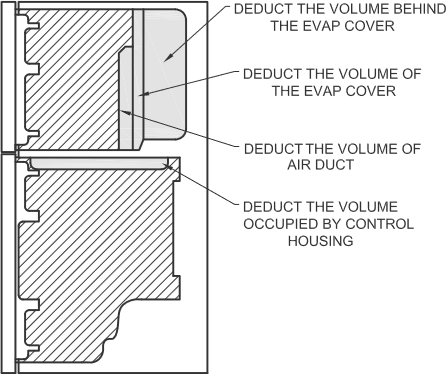 DEDUCT THE VOLUME BEHIND
THE EVAP COVER
DEDUCT THE VOLUME OF
THE EVAP COVER
DEDUCT THE VOLUME OF
AIR DUCT
DEDUCT THE VOLUME
OCCUPIED BY CONTROL
HOUSING